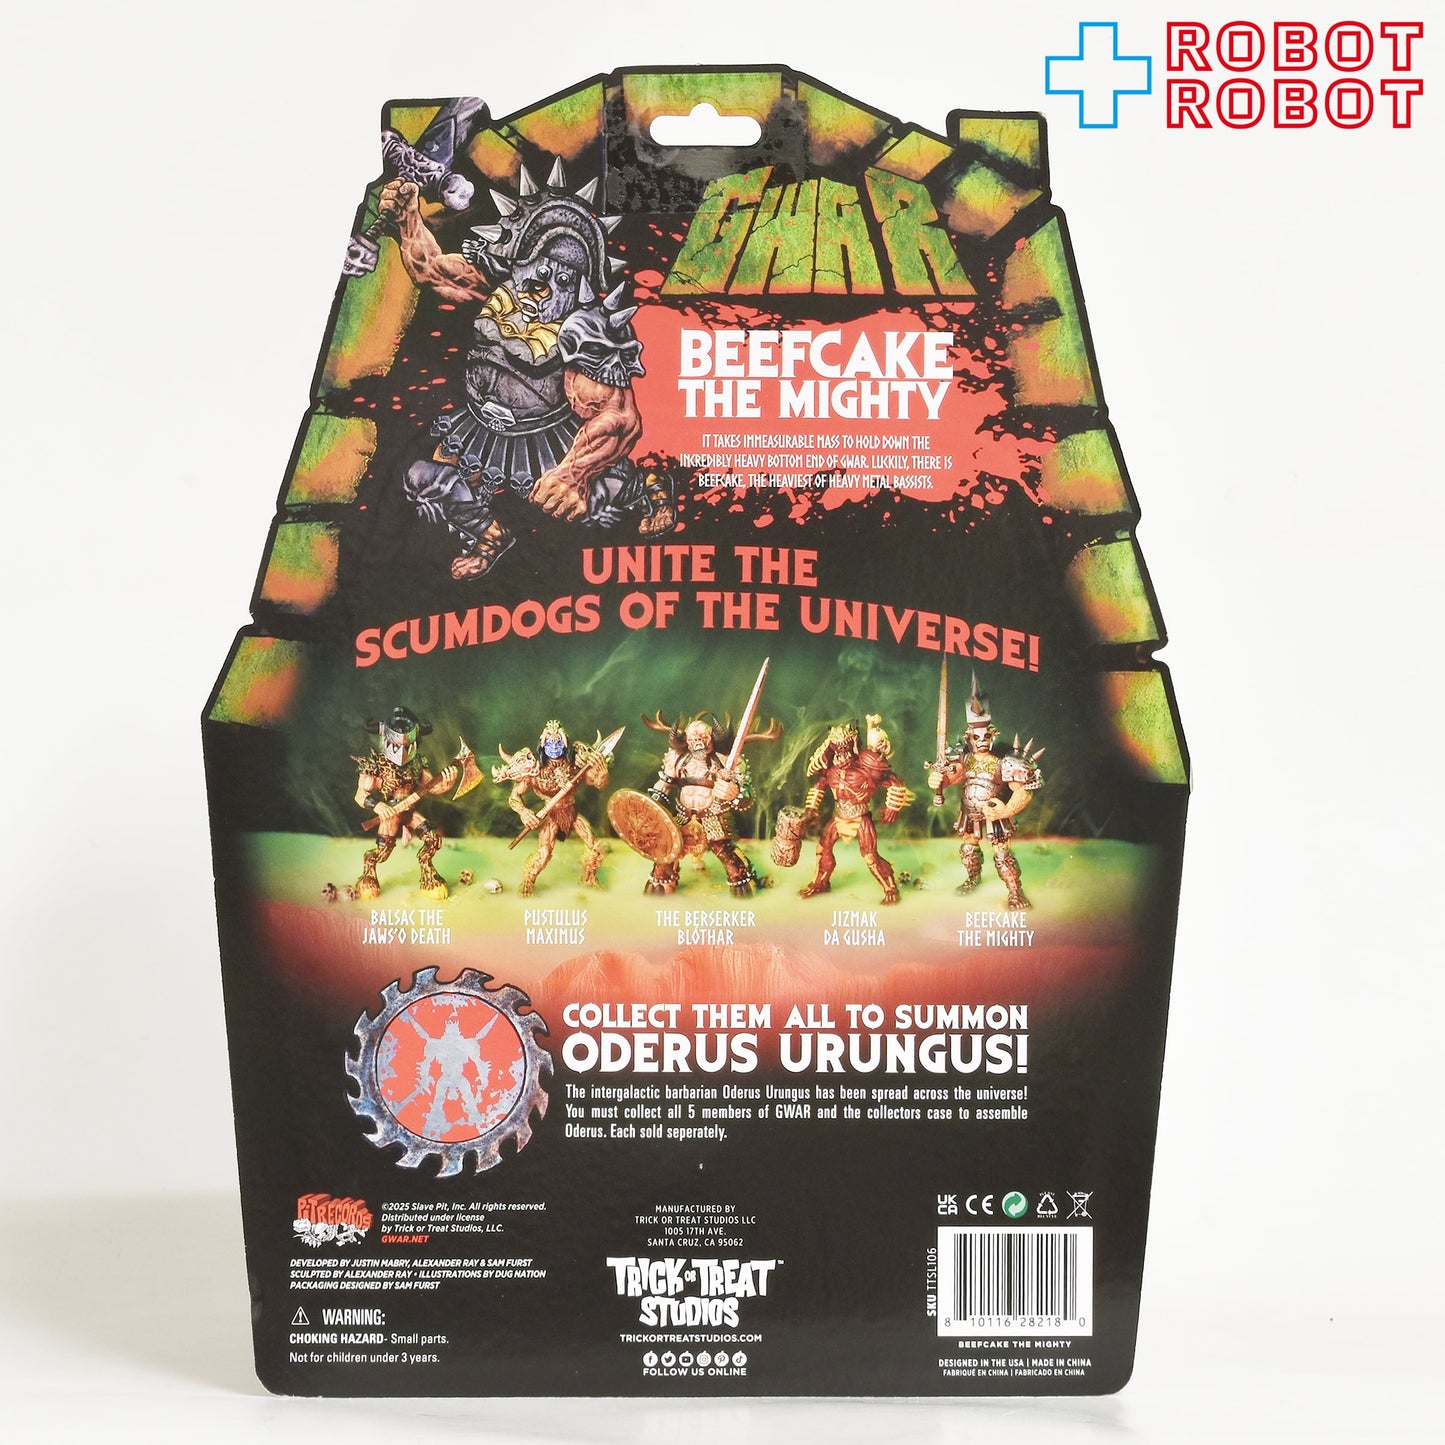 ROBOT
ROBOT
GWAR
BEEFCAKE
THE MIGHTY
IT TAKES IMMEASURABLE MASS TO HOLD DOWN THE
INCREDIBLY HEAVY BOTTOM END OF GWAR. LUCKILY, THERE IS
BEEFCAKE, THE HEAVIEST OF HEAVY METAL BASSISTS.
UNITE THE
SCUMDOGS OF THE UNIVERSE!
BALSAC THE
JAWS'O DEATH
PUSTULUS
MAXIMUS
THE BERSERKER
BLÓTHAR
JIZMAK
DA GUSHA
BEEFCAKE
THE MIGHTY
COLLECT THEM ALL TO SUMMON
ODERUS URUNGUS!
The intergalactic barbarian Oderus Urungus has been spread across the universe!
You must collect all 5 members of GWAR and the collectors case to assemble
Oderus. Each sold seperately.
PIT RECORDS
©2025 Slave Pit, Inc. All rights reserved.
Distributed under license
by Trick or Treat Studios, LLC.
GWAR.NET
DEVELOPED BY JUSTIN MABRY, ALEXANDER RAY & SAM FURST
SCULPTED BY ALEXANDER RAY • ILLUSTRATIONS BY DUG NATION
PACKAGING DESIGNED BY SAM FURST
WARNING:
CHOKING HAZARD- Small parts.
Not for children under 3 years.
MANUFACTURED BY
TRICK OR TREAT STUDIOS LLC
1005 17TH AVE.
SANTA CRUZ, CA 95062
TRICK OR TREAT™
STUDIOS
TRICKORTREATSTUDIOS.COM
FOLLOW US ONLINE
UK
CA CE
SKU TTSL106
8 10116 28218 0
BEEFCAKE THE MIGHTY
DESIGNED IN THE USA | MADE IN CHINA
FABRIQUÉ EN CHINA | FABRICADO EN CHINA